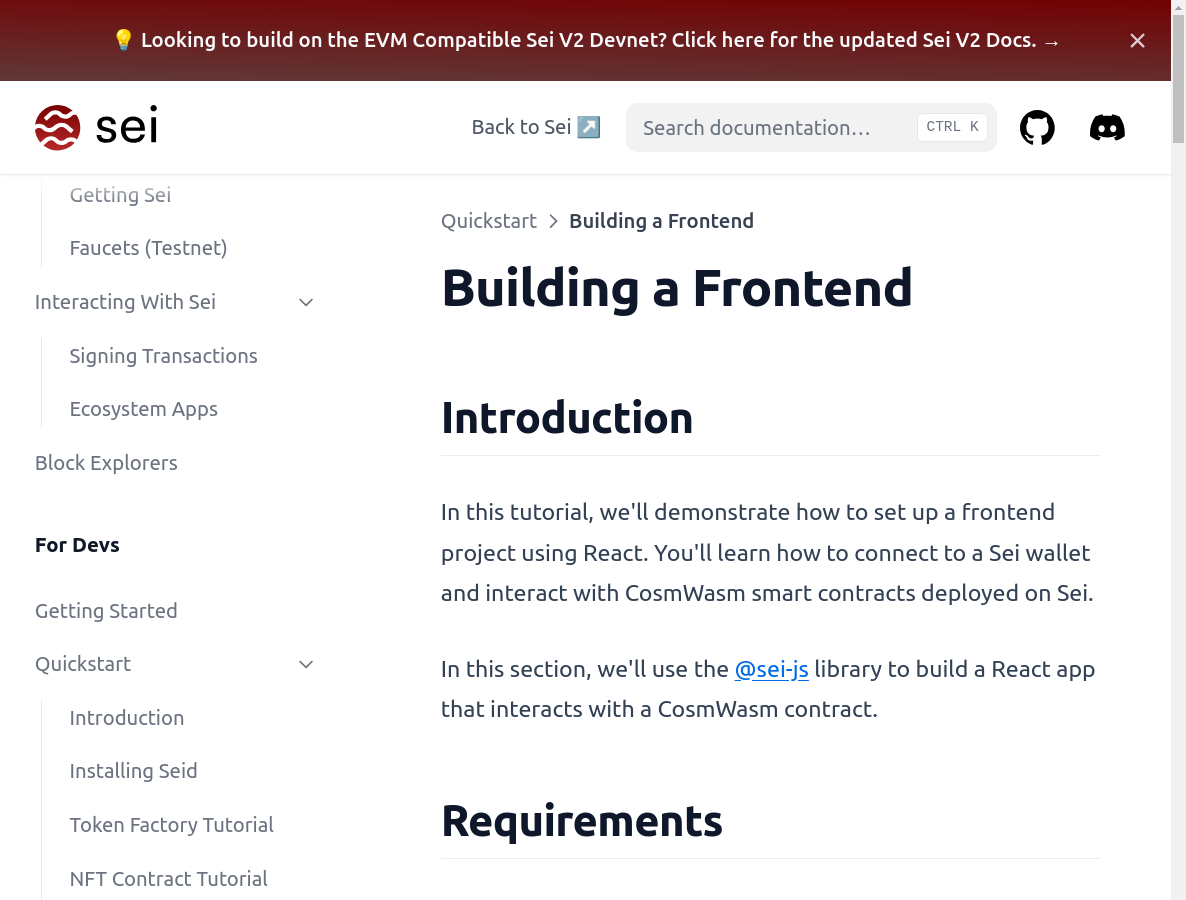 💡 Looking to build on the EVM Compatible Sei V2 Devnet? Click here for the updated Sei V2 Docs. →
sei
Back to Sei ↗️
Search documentation…
CTRL K
Getting Sei
Faucets (Testnet)
Interacting With Sei
Signing Transactions
Ecosystem Apps
Block Explorers
For Devs
Getting Started
Quickstart
Introduction
Installing Seid
Token Factory Tutorial
NFT Contract Tutorial
Quickstart > Building a Frontend
Building a Frontend
Introduction
In this tutorial, we'll demonstrate how to set up a frontend
project using React. You'll learn how to connect to a Sei wallet
and interact with CosmWasm smart contracts deployed on Sei.
In this section, we'll use the @sei-js library to build a React app
that interacts with a CosmWasm contract.
Requirements